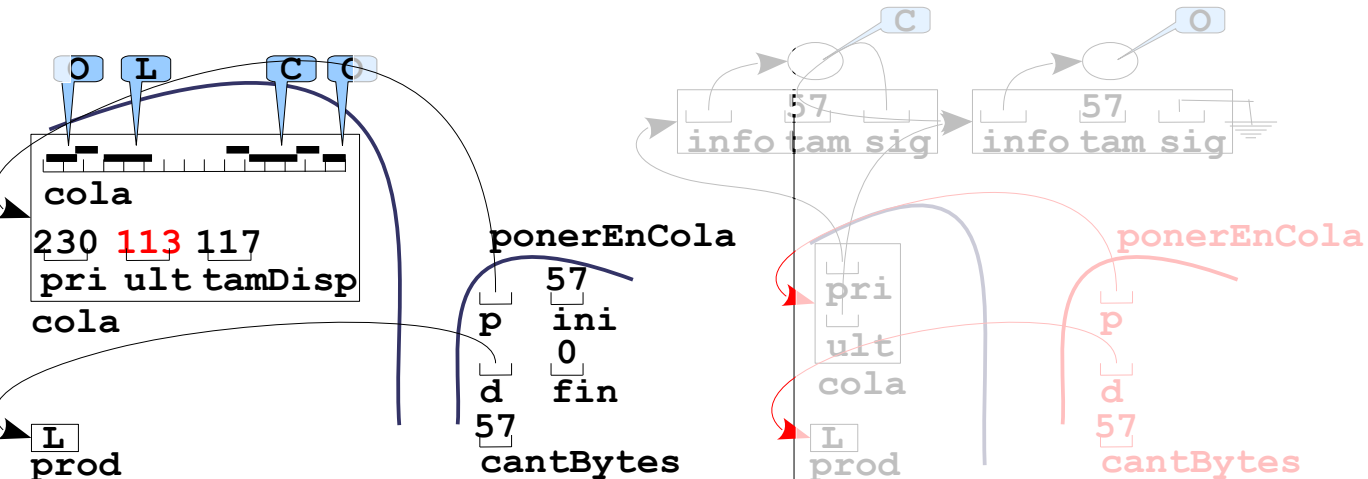 O L C O
cola
230 113 117
pri ult tamDisp
cola
ponerEnCola
57
p ini
0
d fin
57
cantBytes
L
prod
C
O
57
info tam sig
57
info tam sig
pri
ult
cola
ponerEnCola
p
d
57
cantBytes
L
prod